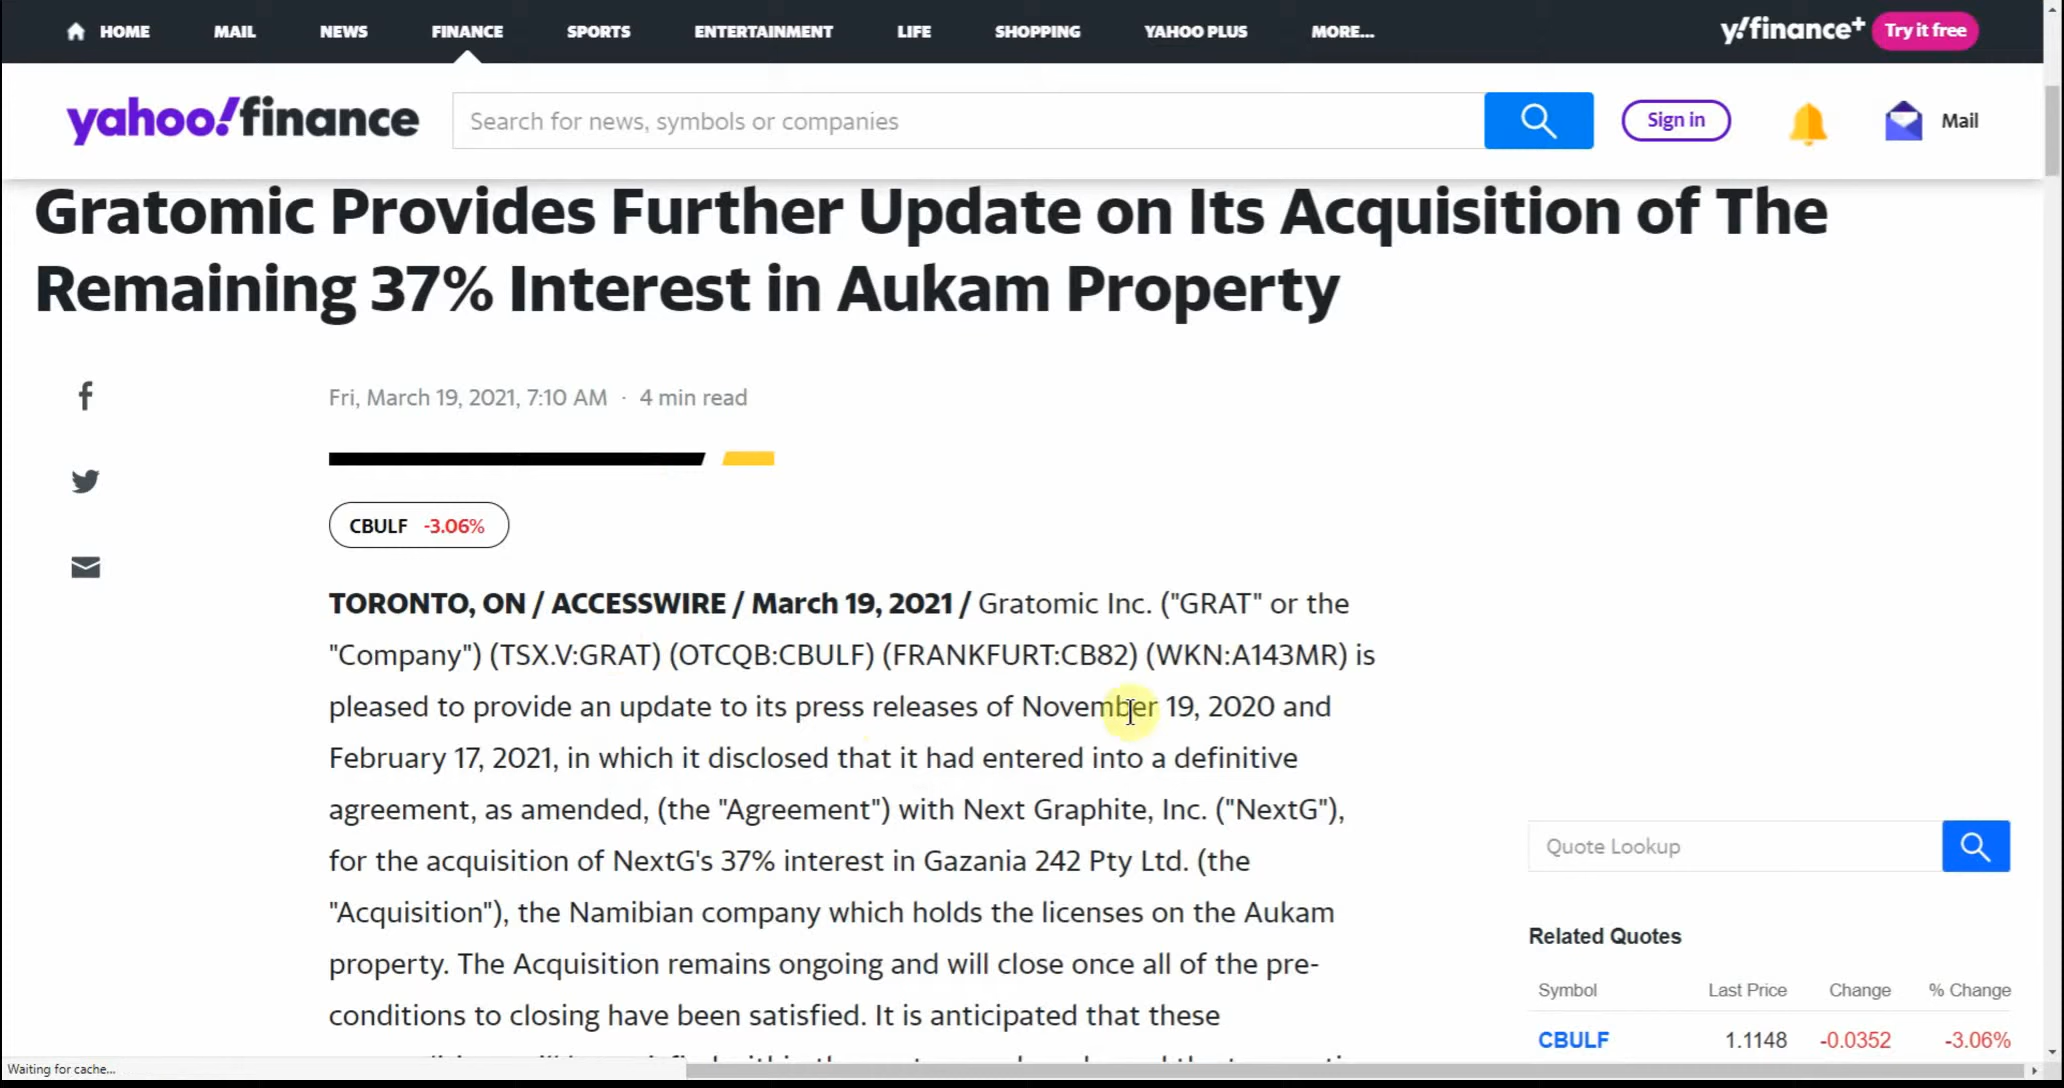 HOME MAIL NEWS FINANCE SPORTS ENTERTAINMENT LIFE SHOPPING YAHOO PLUS MORE... y!finance+ Try it free
yahoo!finance Search for news, symbols or companies Sign in Mail
Gratomic Provides Further Update on Its Acquisition of The
Remaining 37% Interest in Aukam Property
Fri, March 19, 2021, 7:10 AM · 4 min read
CBULF -3.06%
TORONTO, ON / ACCESSWIRE / March 19, 2021 / Gratomic Inc. ("GRAT" or the
"Company") (TSX.V:GRAT) (OTCQB:CBULF) (FRANKFURT:CB82) (WKN:A143MR) is
pleased to provide an update to its press releases of November 19, 2020 and
February 17, 2021, in which it disclosed that it had entered into a definitive
agreement, as amended, (the "Agreement") with Next Graphite, Inc. ("NextG"),
for the acquisition of NextG's 37% interest in Gazania 242 Pty Ltd. (the
"Acquisition"), the Namibian company which holds the licenses on the Aukam
property. The Acquisition remains ongoing and will close once all of the pre-
conditions to closing have been satisfied. It is anticipated that these
Quote Lookup
Related Quotes
Symbol Last Price Change % Change
CBULF 1.1148 -0.0352 -3.06%
Waiting for cache...